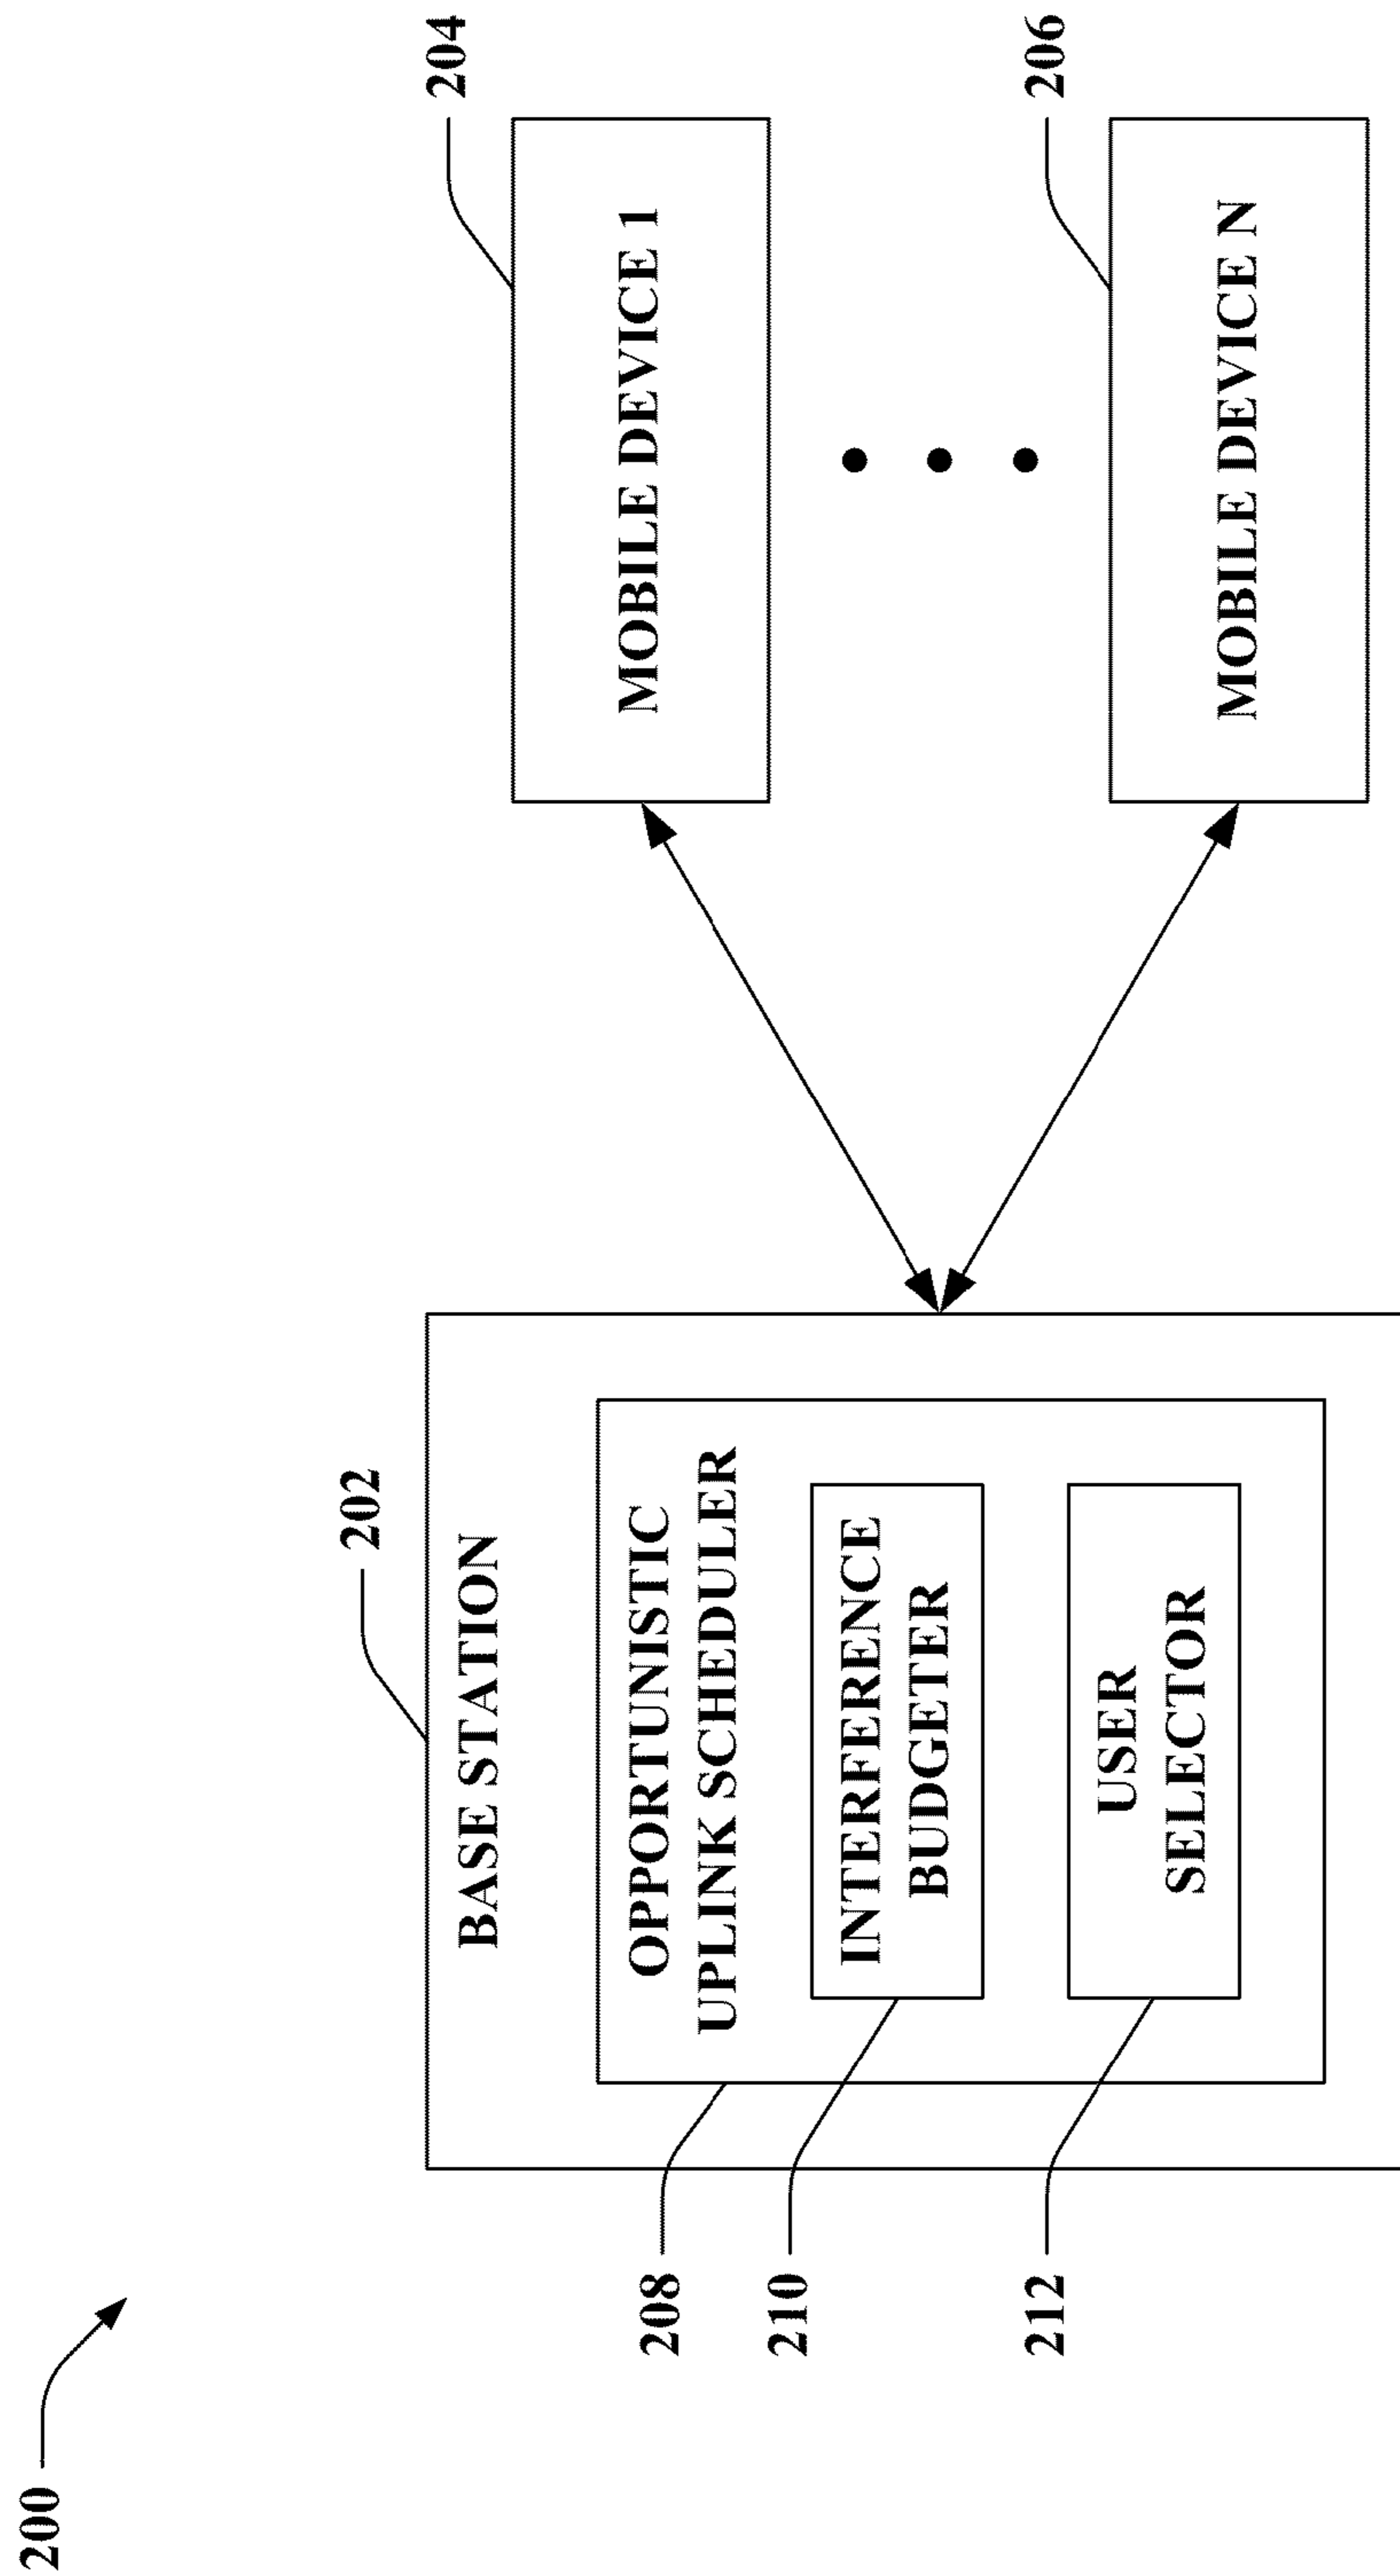 200
202
BASE STATION
OPPORTUNISTIC
UPLINK SCHEDULER
INTERFERENCE
BUDGETER
USER
SELECTOR
208
210
212
204
MOBILE DEVICE 1
206
MOBILE DEVICE N